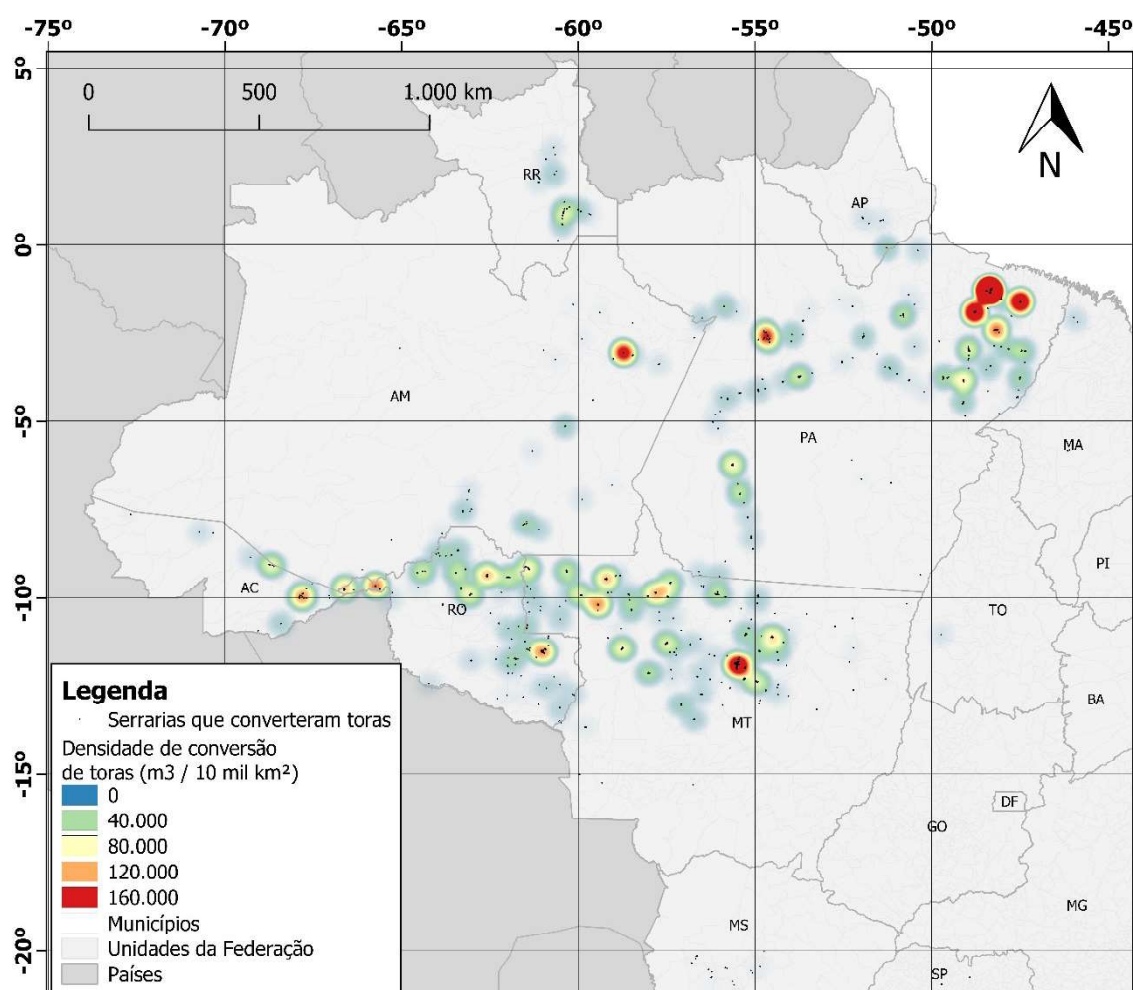 -75º -70º -65º -60º -55º -50º -45º
5º
0 500 1.000 km
N
RR
AP
0º
AM
-5º
PA
MA
PI
AC
-10º
RO
TO
BA
MT
Legenda
Serrarias que converteram toras
Densidade de conversão
de toras (m3 / 10 mil km²)
0
40.000
80.000
120.000
160.000
Municípios
Unidades da Federação
Países
-15º
DF
GO
MG
MS
-20º
SP